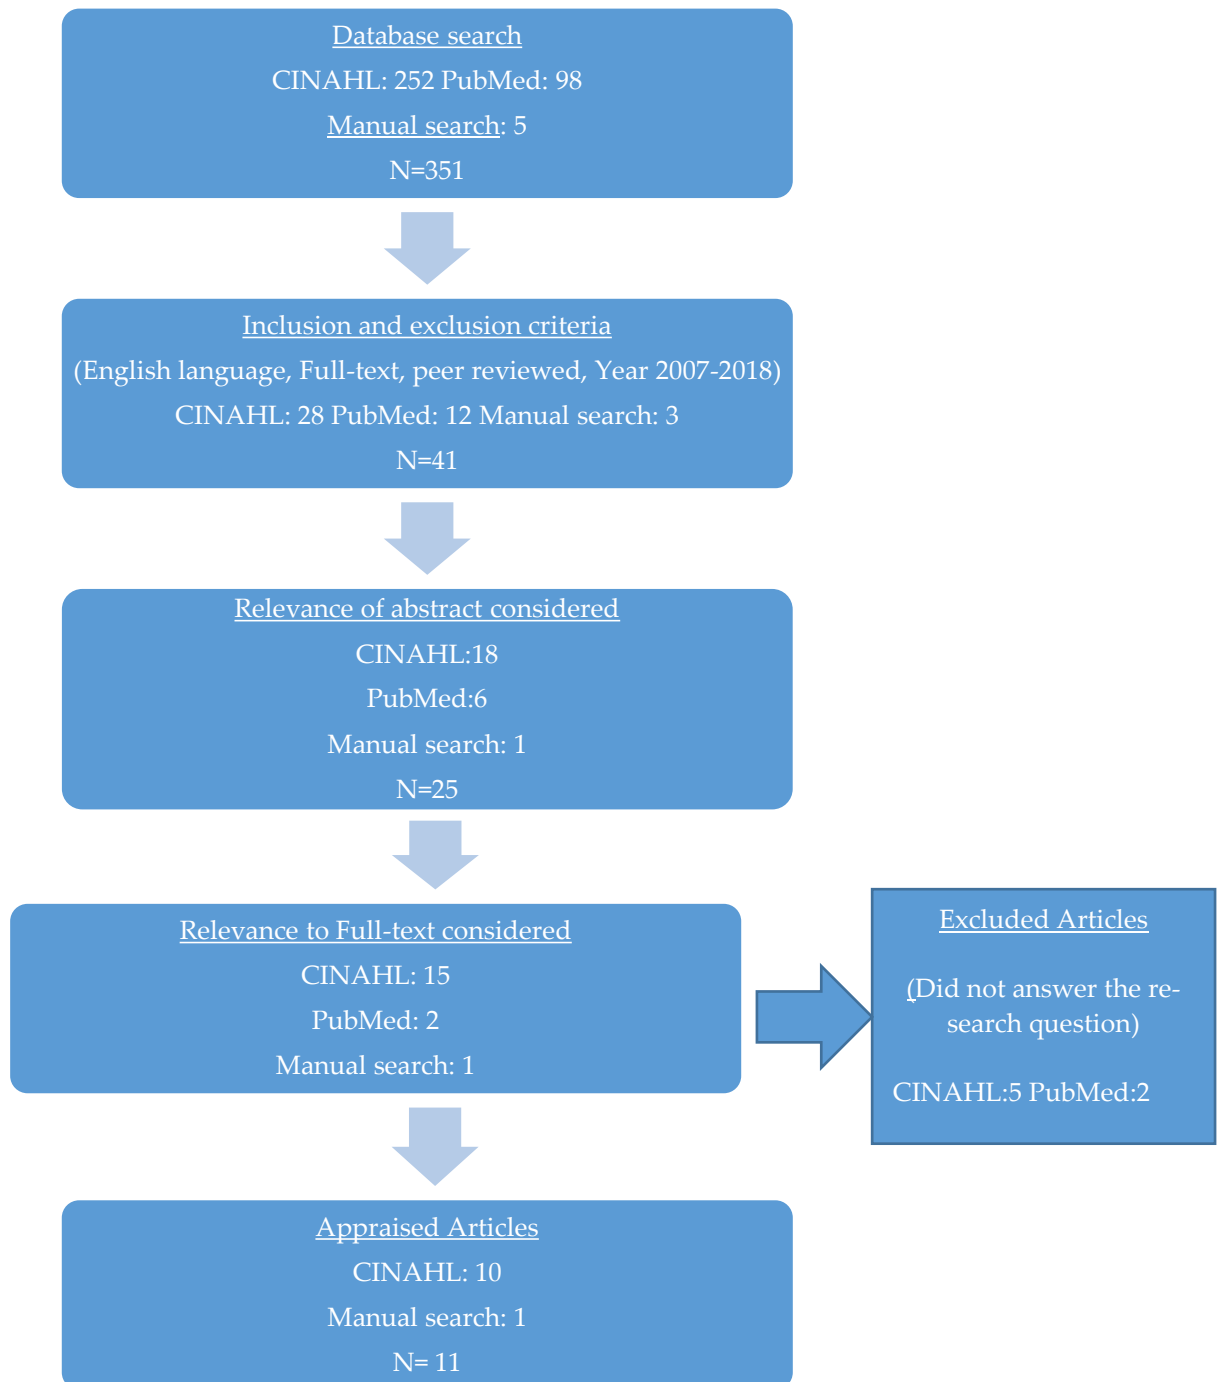 Database search
CINAHL: 252 PubMed: 98
Manual search: 5
N=351
Inclusion and exclusion criteria
(English language, Full-text, peer reviewed, Year 2007-2018)
CINAHL: 28 PubMed: 12 Manual search: 3
N=41
Relevance of abstract considered
CINAHL:18
PubMed:6
Manual search: 1
N=25
Relevance to Full-text considered
CINAHL: 15
PubMed: 2
Manual search: 1
Excluded Articles
(Did not answer the re-
search question)
CINAHL:5 PubMed:2
Appraised Articles
CINAHL: 10
Manual search: 1
N= 11